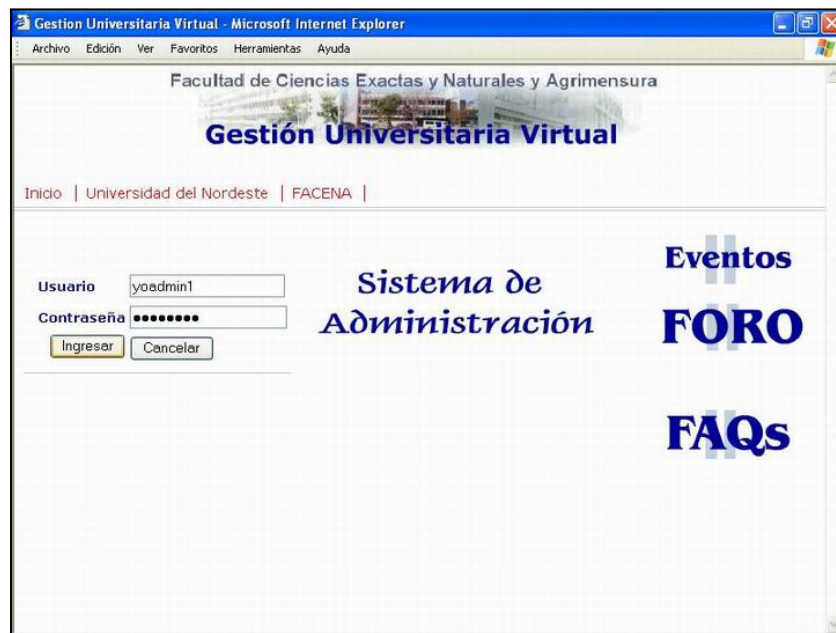 Gestion Universitaria Virtual - Microsoft Internet Explorer
Archivo Edición Ver Favoritos Herramientas Ayuda
Facultad de Ciencias Exactas y Naturales y Agrimensura
Gestión Universitaria Virtual
Inicio | Universidad del Nordeste | FACENA |
Usuario yoadmin1
Contraseña ●●●●●●●●
Ingresar Cancelar
Sistema de
Administración
Eventos
FORO
FAQs